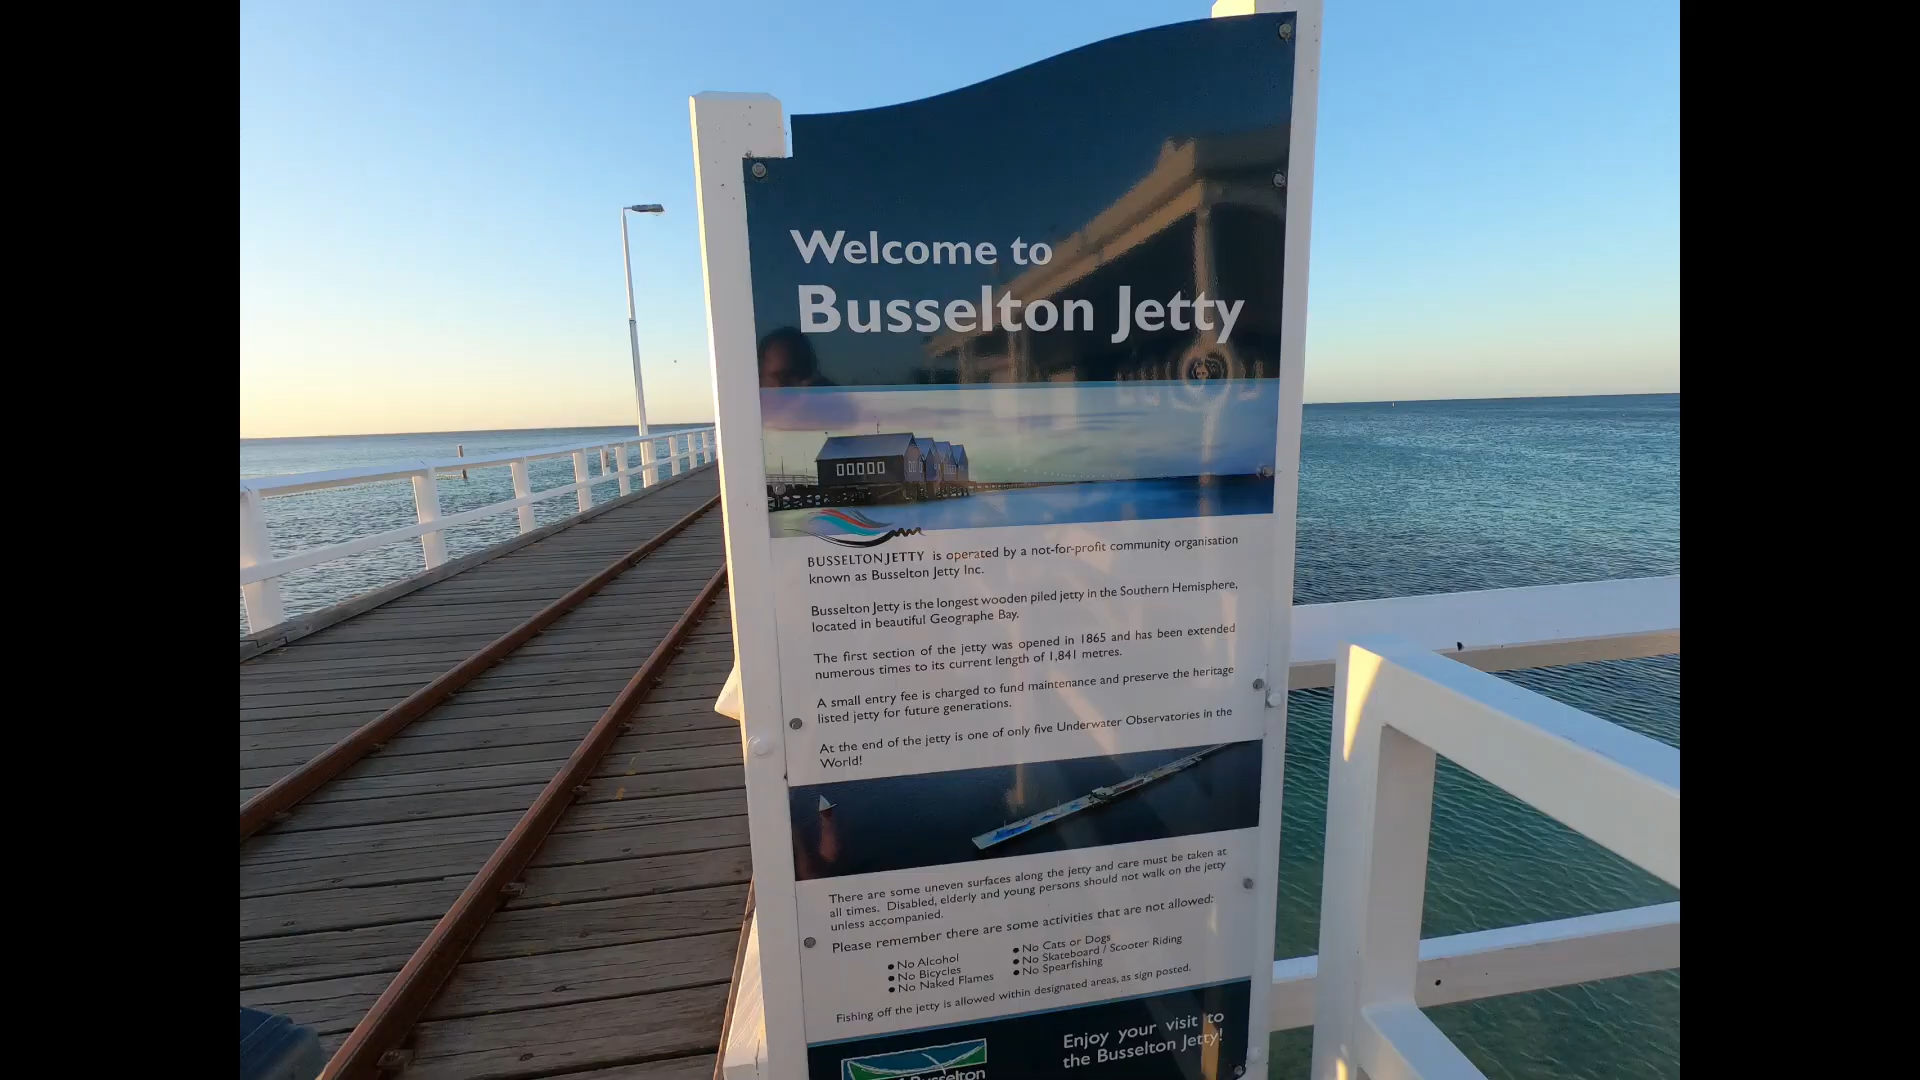 Welcome to
Busselton Jetty
BUSSELTON JETTY is operated by a not-for-profit community organisation
known as Busselton Jetty Inc.
Busselton Jetty is the longest wooden piled jetty in the Southern Hemisphere,
located in beautiful Geographe Bay.
The first section of the jetty was opened in 1865 and has been extended
numerous times to its current length of 1,841 metres.
A small entry fee is charged to fund maintenance and preserve the heritage
listed jetty for future generations.
At the end of the jetty is one of only five Underwater Observatories in the
World!
There are some uneven surfaces along the jetty and care must be taken at
all times. Disabled, elderly and young persons should not walk on the jetty
unless accompanied.
Please remember there are some activities that are not allowed:
• No Alcohol
• No Bicycles
• No Naked Flames
• No Cats or Dogs
• No Skateboard / Scooter Riding
• No Spearfishing
Fishing off the jetty is allowed within designated areas, as sign posted.
Busselton
Enjoy your visit to
the Busselton Jetty!